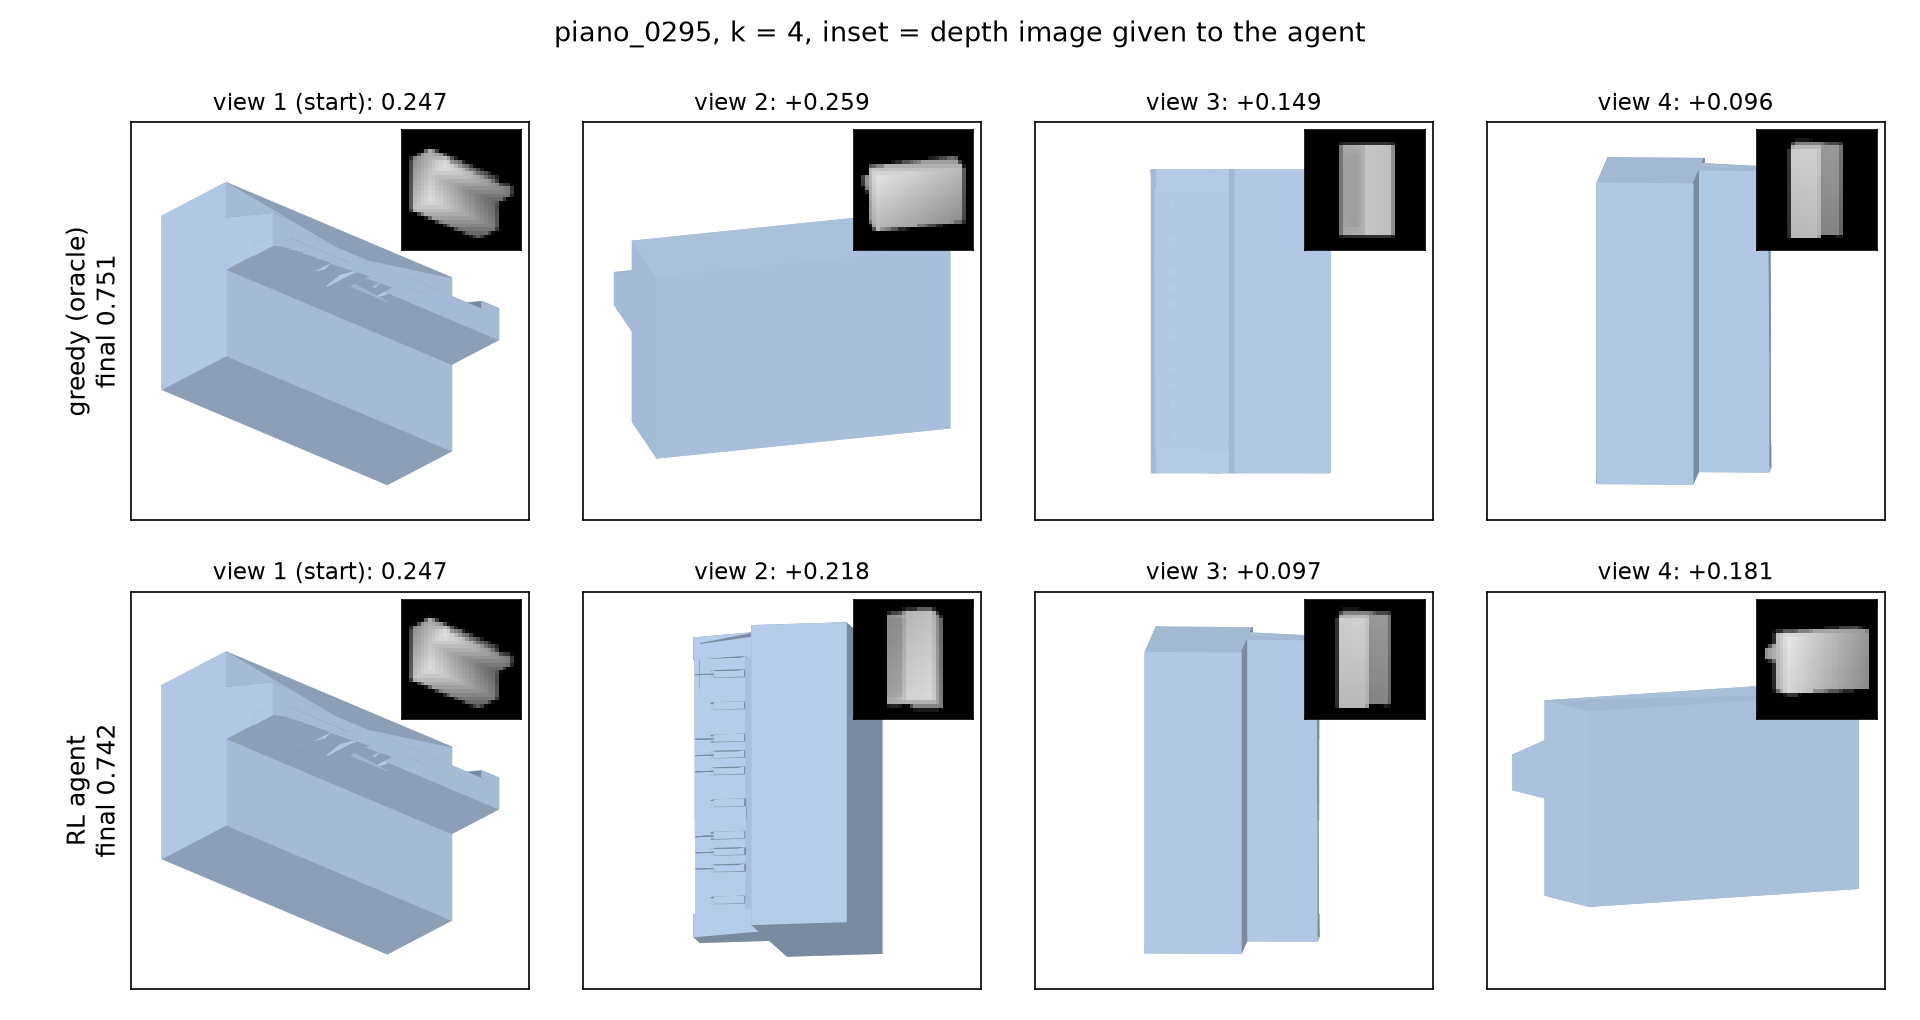 piano_0295, k = 4, inset = depth image given to the agent
greedy (oracle)
final 0.751
view 1 (start): 0.247
view 2: +0.259
view 3: +0.149
view 4: +0.096
RL agent
final 0.742
view 1 (start): 0.247
view 2: +0.218
view 3: +0.097
view 4: +0.181